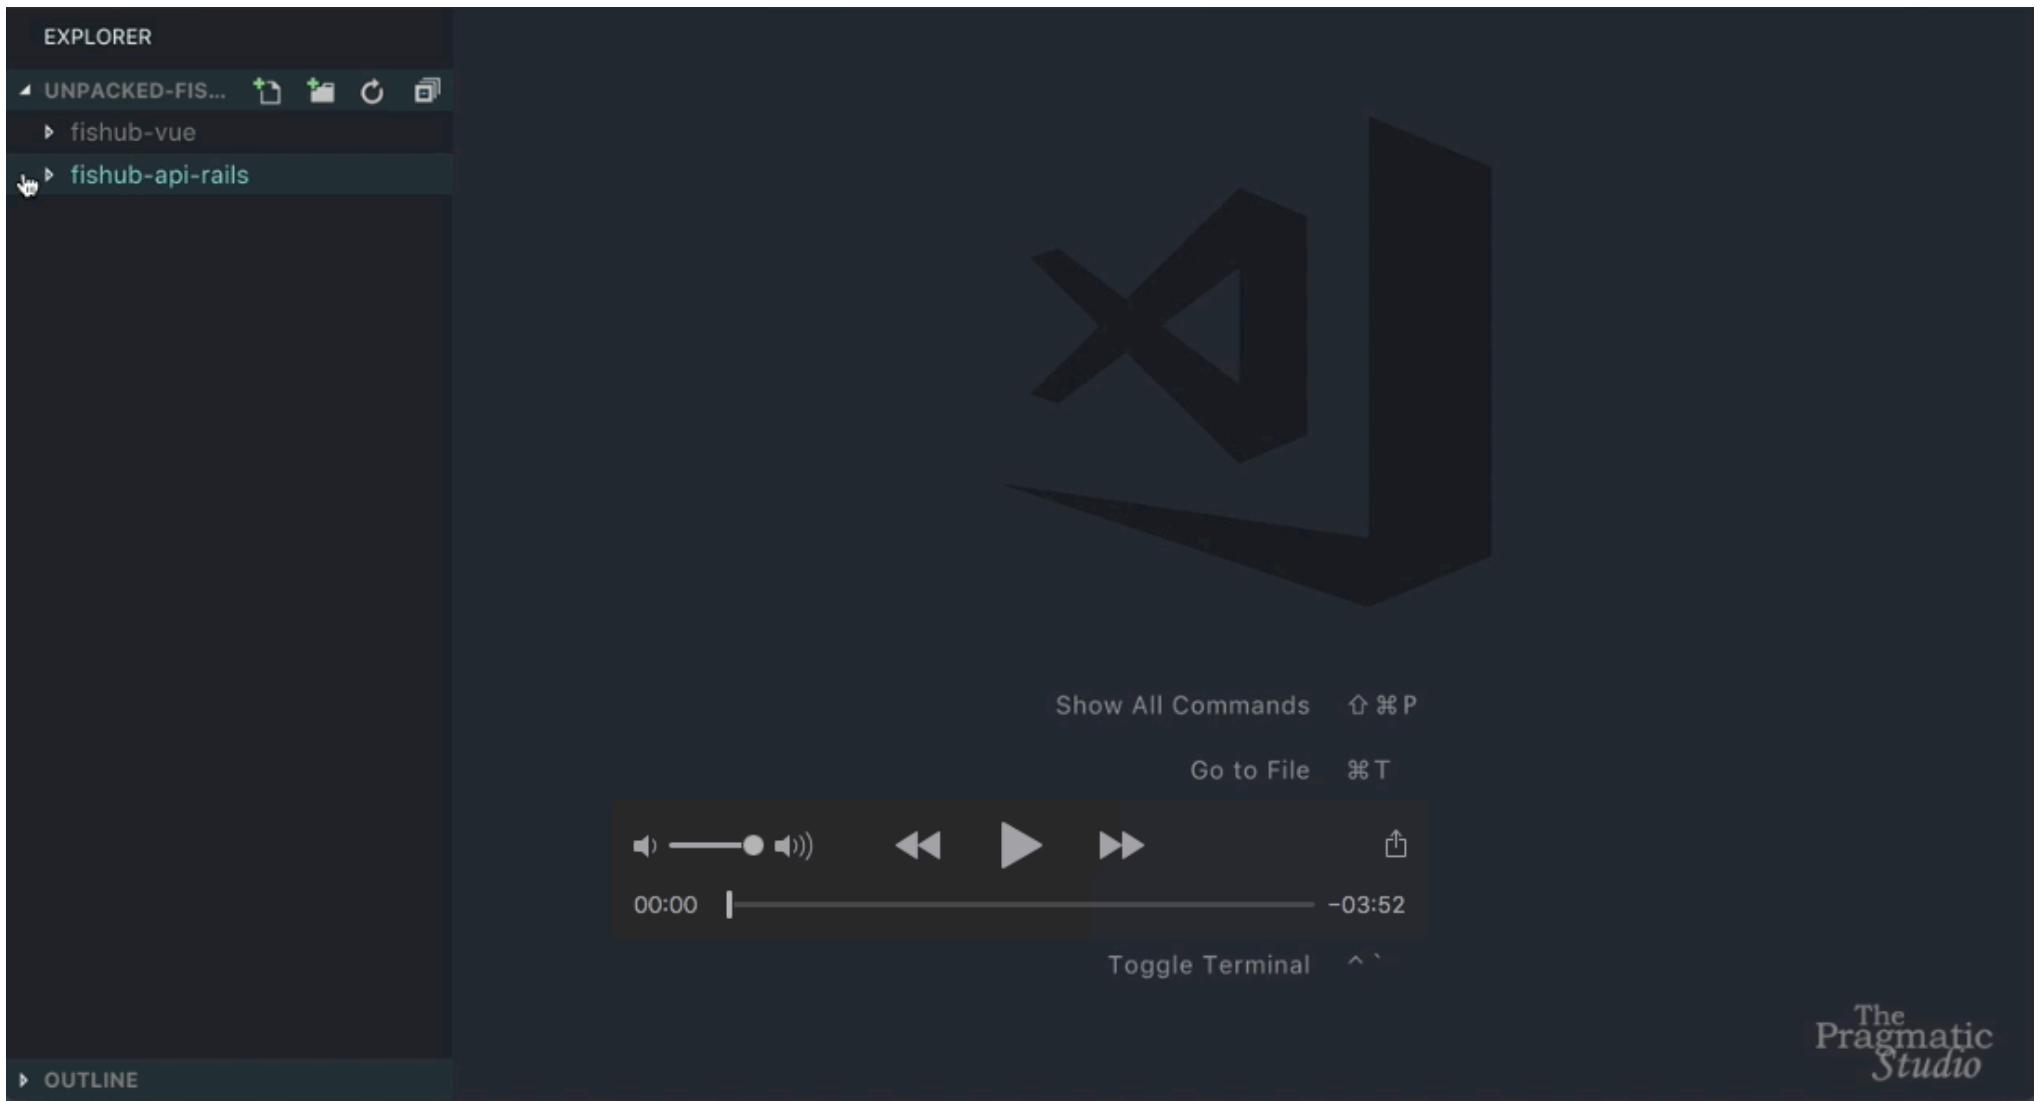 EXPLORER
UNPACKED-FIS...
fishub-vue
fishub-api-rails
Show All Commands ⇧⌘P
Go to File ⌘T
00:00 -03:52
Toggle Terminal ^`
OUTLINE
The
Pragmatic
Studio